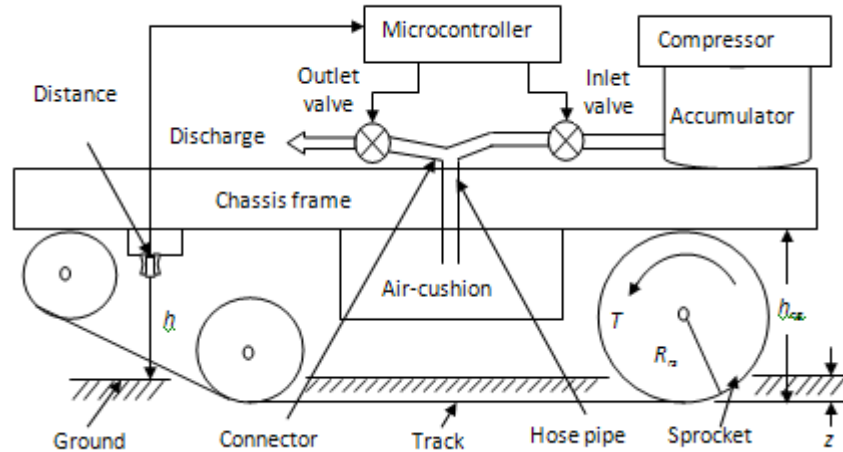 Microcontroller
Compressor
Outlet
valve
Inlet
valve
Distance
Accumulator
Discharge
Chassis frame
Air-cushion
O
O
O
h
T
R
rs
h
Ground
Connector
Track
Hose pipe
Sprocket
z